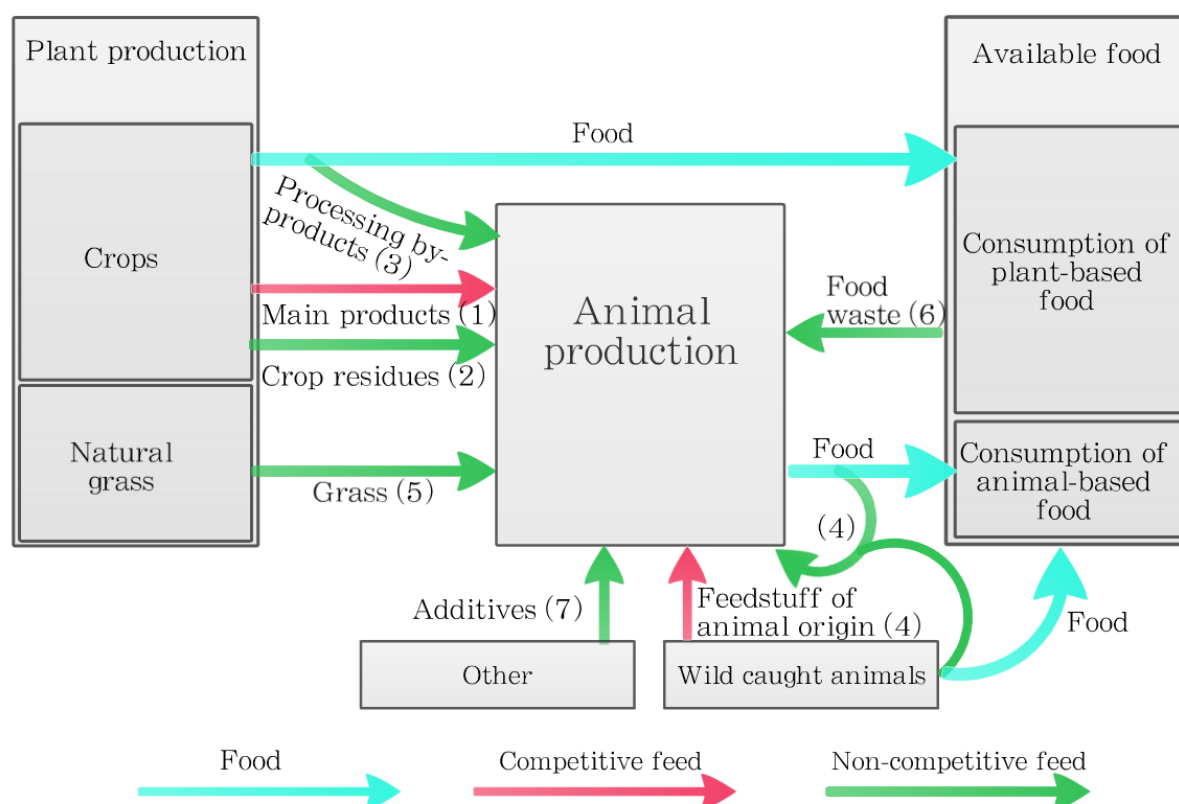 Plant production
Available food
Food
Processing by-
products (3)
Crops
Main products (1)
Crop residues (2)
Animal
production
Food
waste (6)
Consumption of
plant-based
food
Natural
grass
Grass (5)
Food
(4)
Consumption of
animal-based
food
Additives (7)
Feedstuff of
animal origin (4)
Food
Other
Wild caught animals
Food
Competitive feed
Non-competitive feed